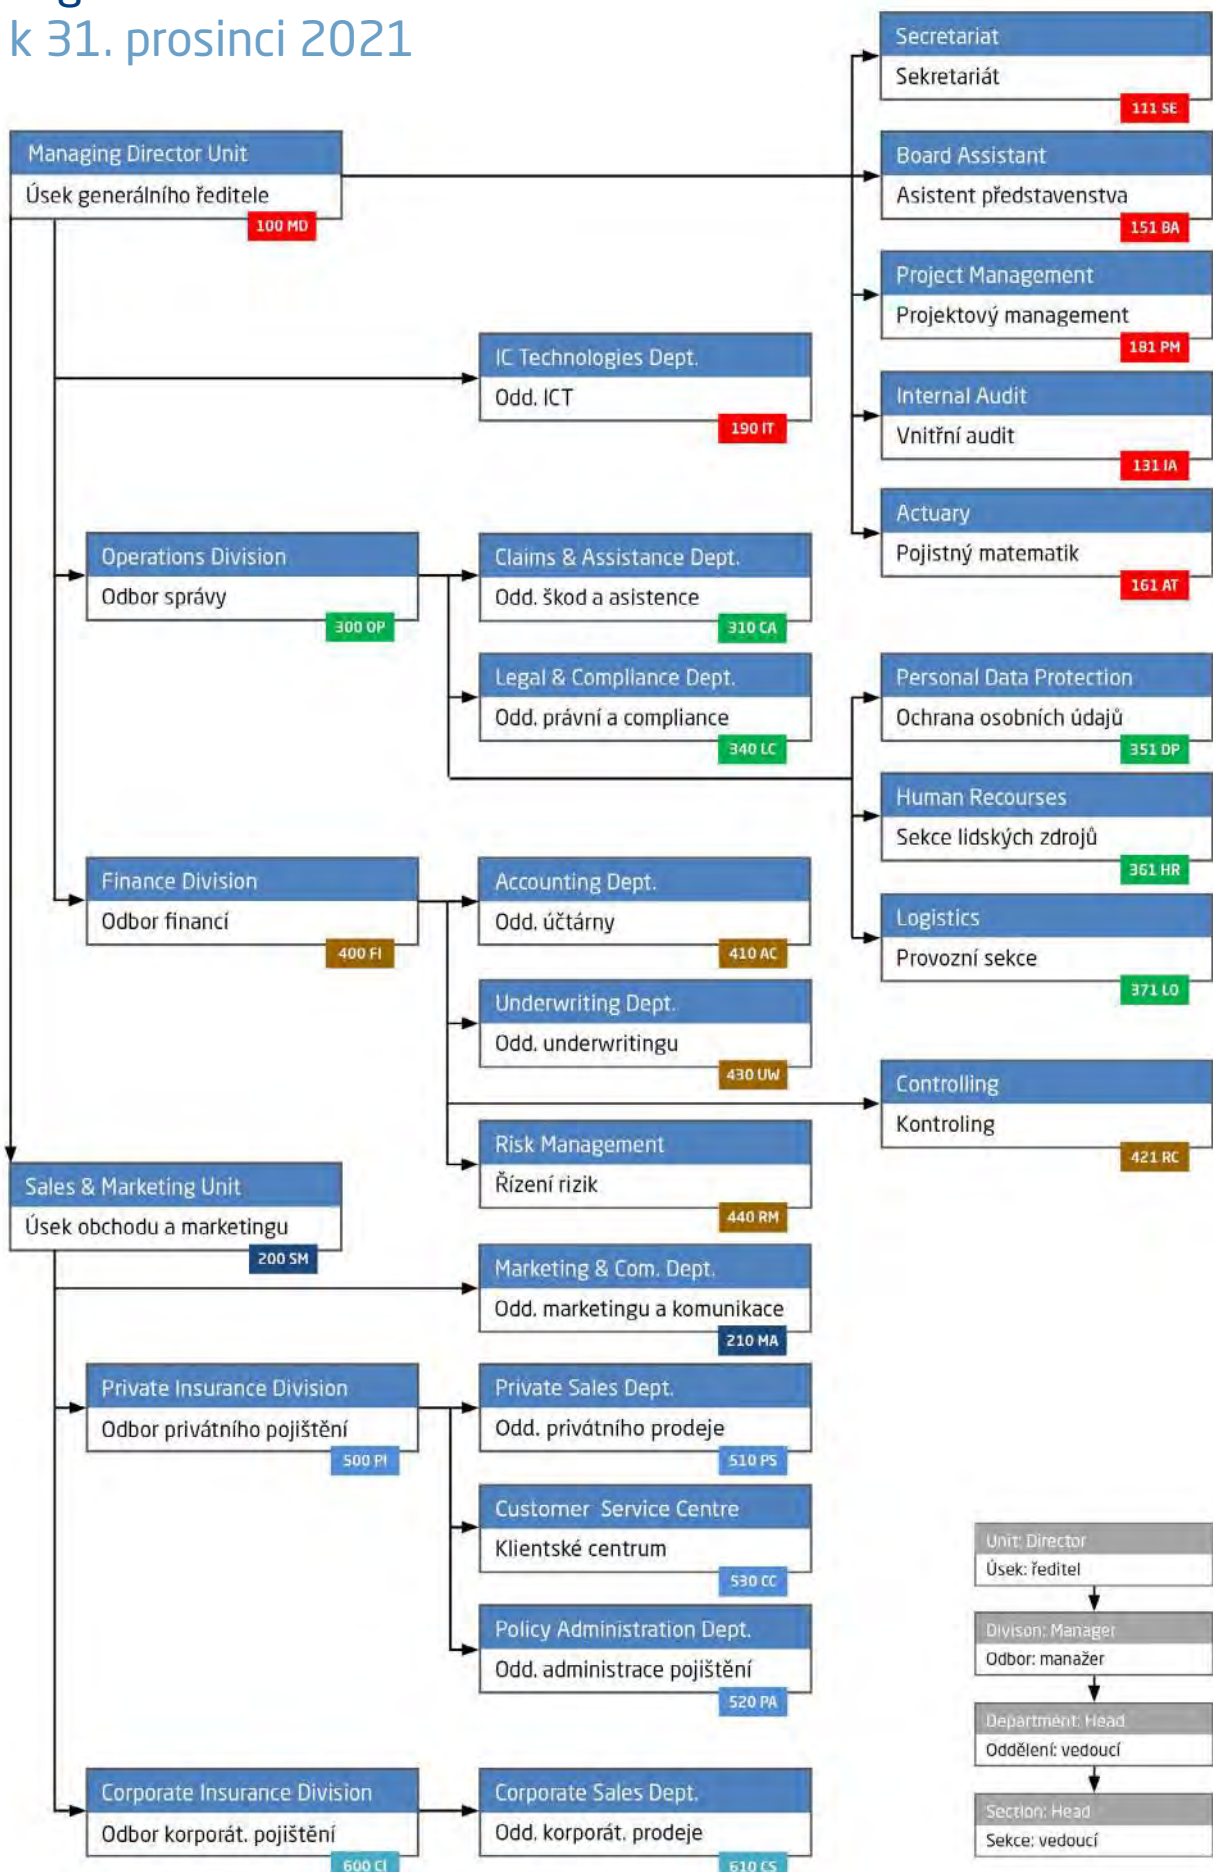 k 31. prosinci 2021
Secretariat
Sekretariát
111 SE
Managing Director Unit
Úsek generálního ředitele
100 MD
Board Assistant
Asistent představenstva
151 BA
Project Management
Projektový management
181 PM
IC Technologies Dept.
Odd. ICT
190 IT
Internal Audit
Vnitřní audit
131 IA
Actuary
Pojistný matematik
161 AT
Operations Division
Odbor správy
300 OP
Claims & Assistance Dept.
Odd. škod a asistence
310 CA
Legal & Compliance Dept.
Odd. právní a compliance
340 LC
Personal Data Protection
Ochrana osobních údajů
351 DP
Human Recourses
Sekce lidských zdrojů
361 HR
Finance Division
Odbor financí
400 FI
Accounting Dept.
Odd. účtárny
410 AC
Logistics
Provozní sekce
371 LO
Underwriting Dept.
Odd. underwritingu
430 UW
Controlling
Kontroling
421 RC
Risk Management
Řízení rizik
440 RM
Sales & Marketing Unit
Úsek obchodu a marketingu
200 SM
Marketing & Com. Dept.
Odd. marketingu a komunikace
210 MA
Private Insurance Division
Odbor privátního pojištění
500 PI
Private Sales Dept.
Odd. privátního prodeje
510 PS
Customer Service Centre
Klientské centrum
530 CC
Policy Administration Dept.
Odd. administrace pojištění
520 PA
Corporate Insurance Division
Odbor korporát. pojištění
600 CI
Corporate Sales Dept.
Odd. korporát. prodeje
610 CS
Unit: Director
Úsek: ředitel
Divison: Manager
Odbor: manažer
Department: Head
Oddělení: vedoucí
Section: Head
Sekce: vedoucí